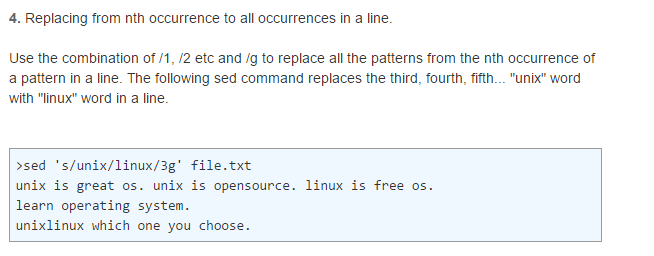 4. Replacing from nth occurrence to all occurrences in a line.
Use the combination of /1, /2 etc and /g to replace all the patterns from the nth occurrence of
a pattern in a line. The following sed command replaces the third, fourth, fifth... "unix" word
with "linux" word in a line.
>sed 's/unix/linux/3g' file.txt
unix is great os. unix is opensource. linux is free os.
learn operating system.
unixlinux which one you choose.